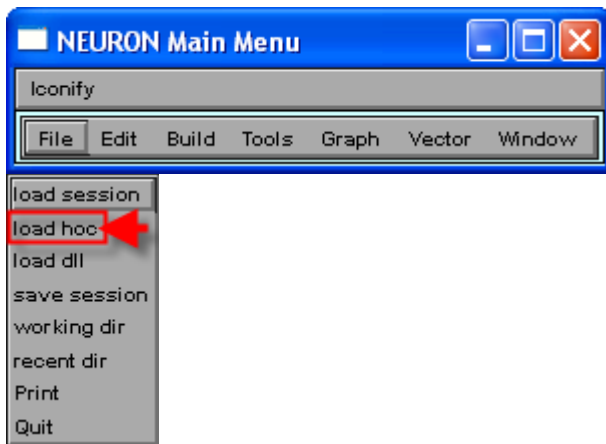 NEURON Main Menu
Iconify
File Edit Build Tools Graph Vector Window
load session
load hoc
load dll
save session
working dir
recent dir
Print
Quit